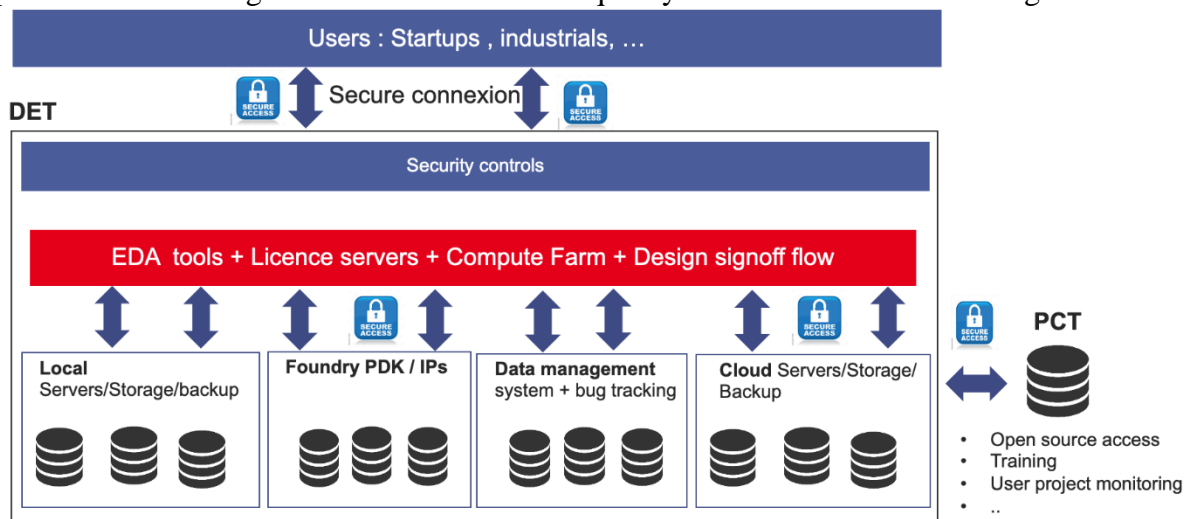 Users : Startups , industrials, …
Secure connexion
SECURE ACCESS
SECURE ACCESS
DET
Security controls
EDA tools + Licence servers + Compute Farm + Design signoff flow
SECURE ACCESS
SECURE ACCESS
SECURE ACCESS
PCT
Local
Servers/Storage/backup
Foundry PDK / IPs
Data management
system + bug tracking
Cloud Servers/Storage/
Backup
• Open source access
• Training
• User project monitoring
• ..